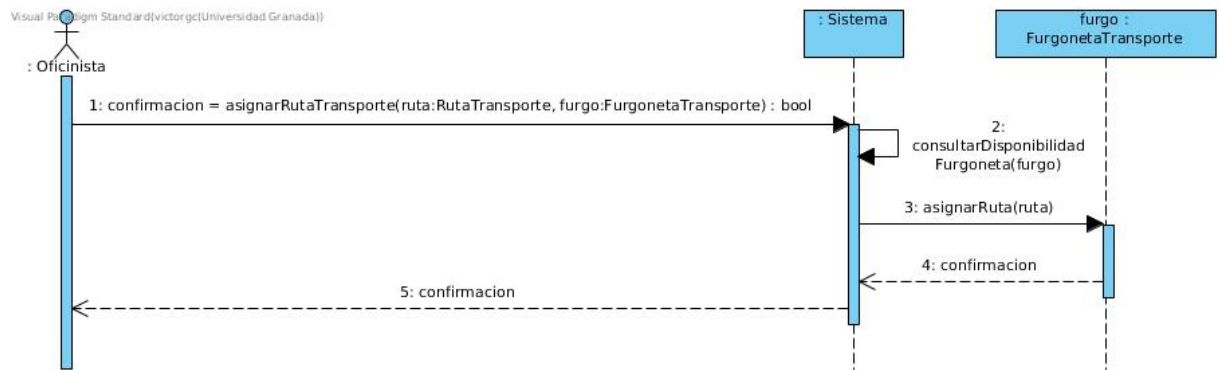 Visual Paradigm Standard(victorgc(Universidad Granada))
: Oficinista
: Sistema
furgo :
FurgonetaTransporte
1: confirmacion = asignarRutaTransporte(ruta:RutaTransporte, furgo:FurgonetaTransporte) : bool
2:
consultarDisponibilidad
Furgoneta(furgo)
3: asignarRuta(ruta)
4: confirmacion
5: confirmacion